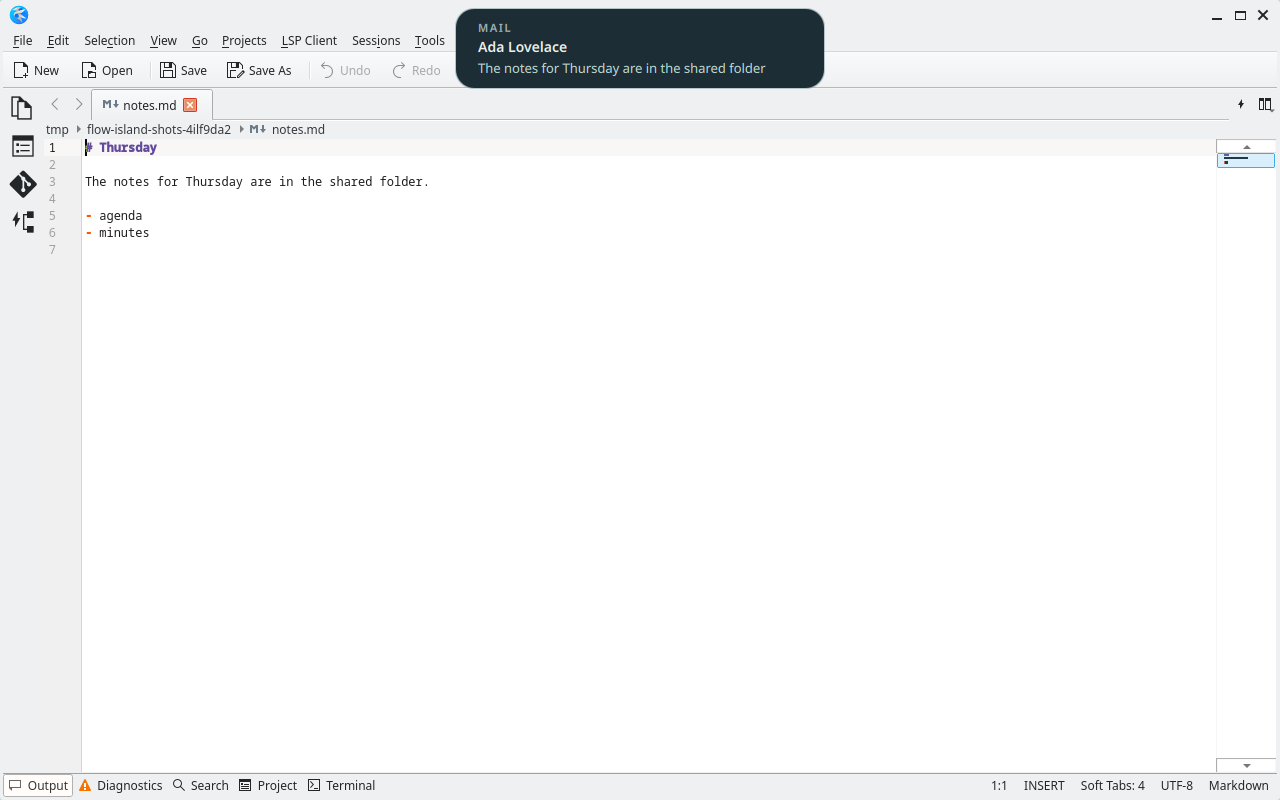 MAIL
Ada Lovelace
The notes for Thursday are in the shared folder
File Edit Selection View Go Projects LSP Client Sessions Tools
New Open Save Save As Undo Redo
notes.md
tmp flow-island-shots-4ilf9da2 notes.md
1 # Thursday
2
3 The notes for Thursday are in the shared folder.
4
5 - agenda
6 - minutes
7
Output Diagnostics Search Project Terminal 1:1 INSERT Soft Tabs: 4 UTF-8 Markdown